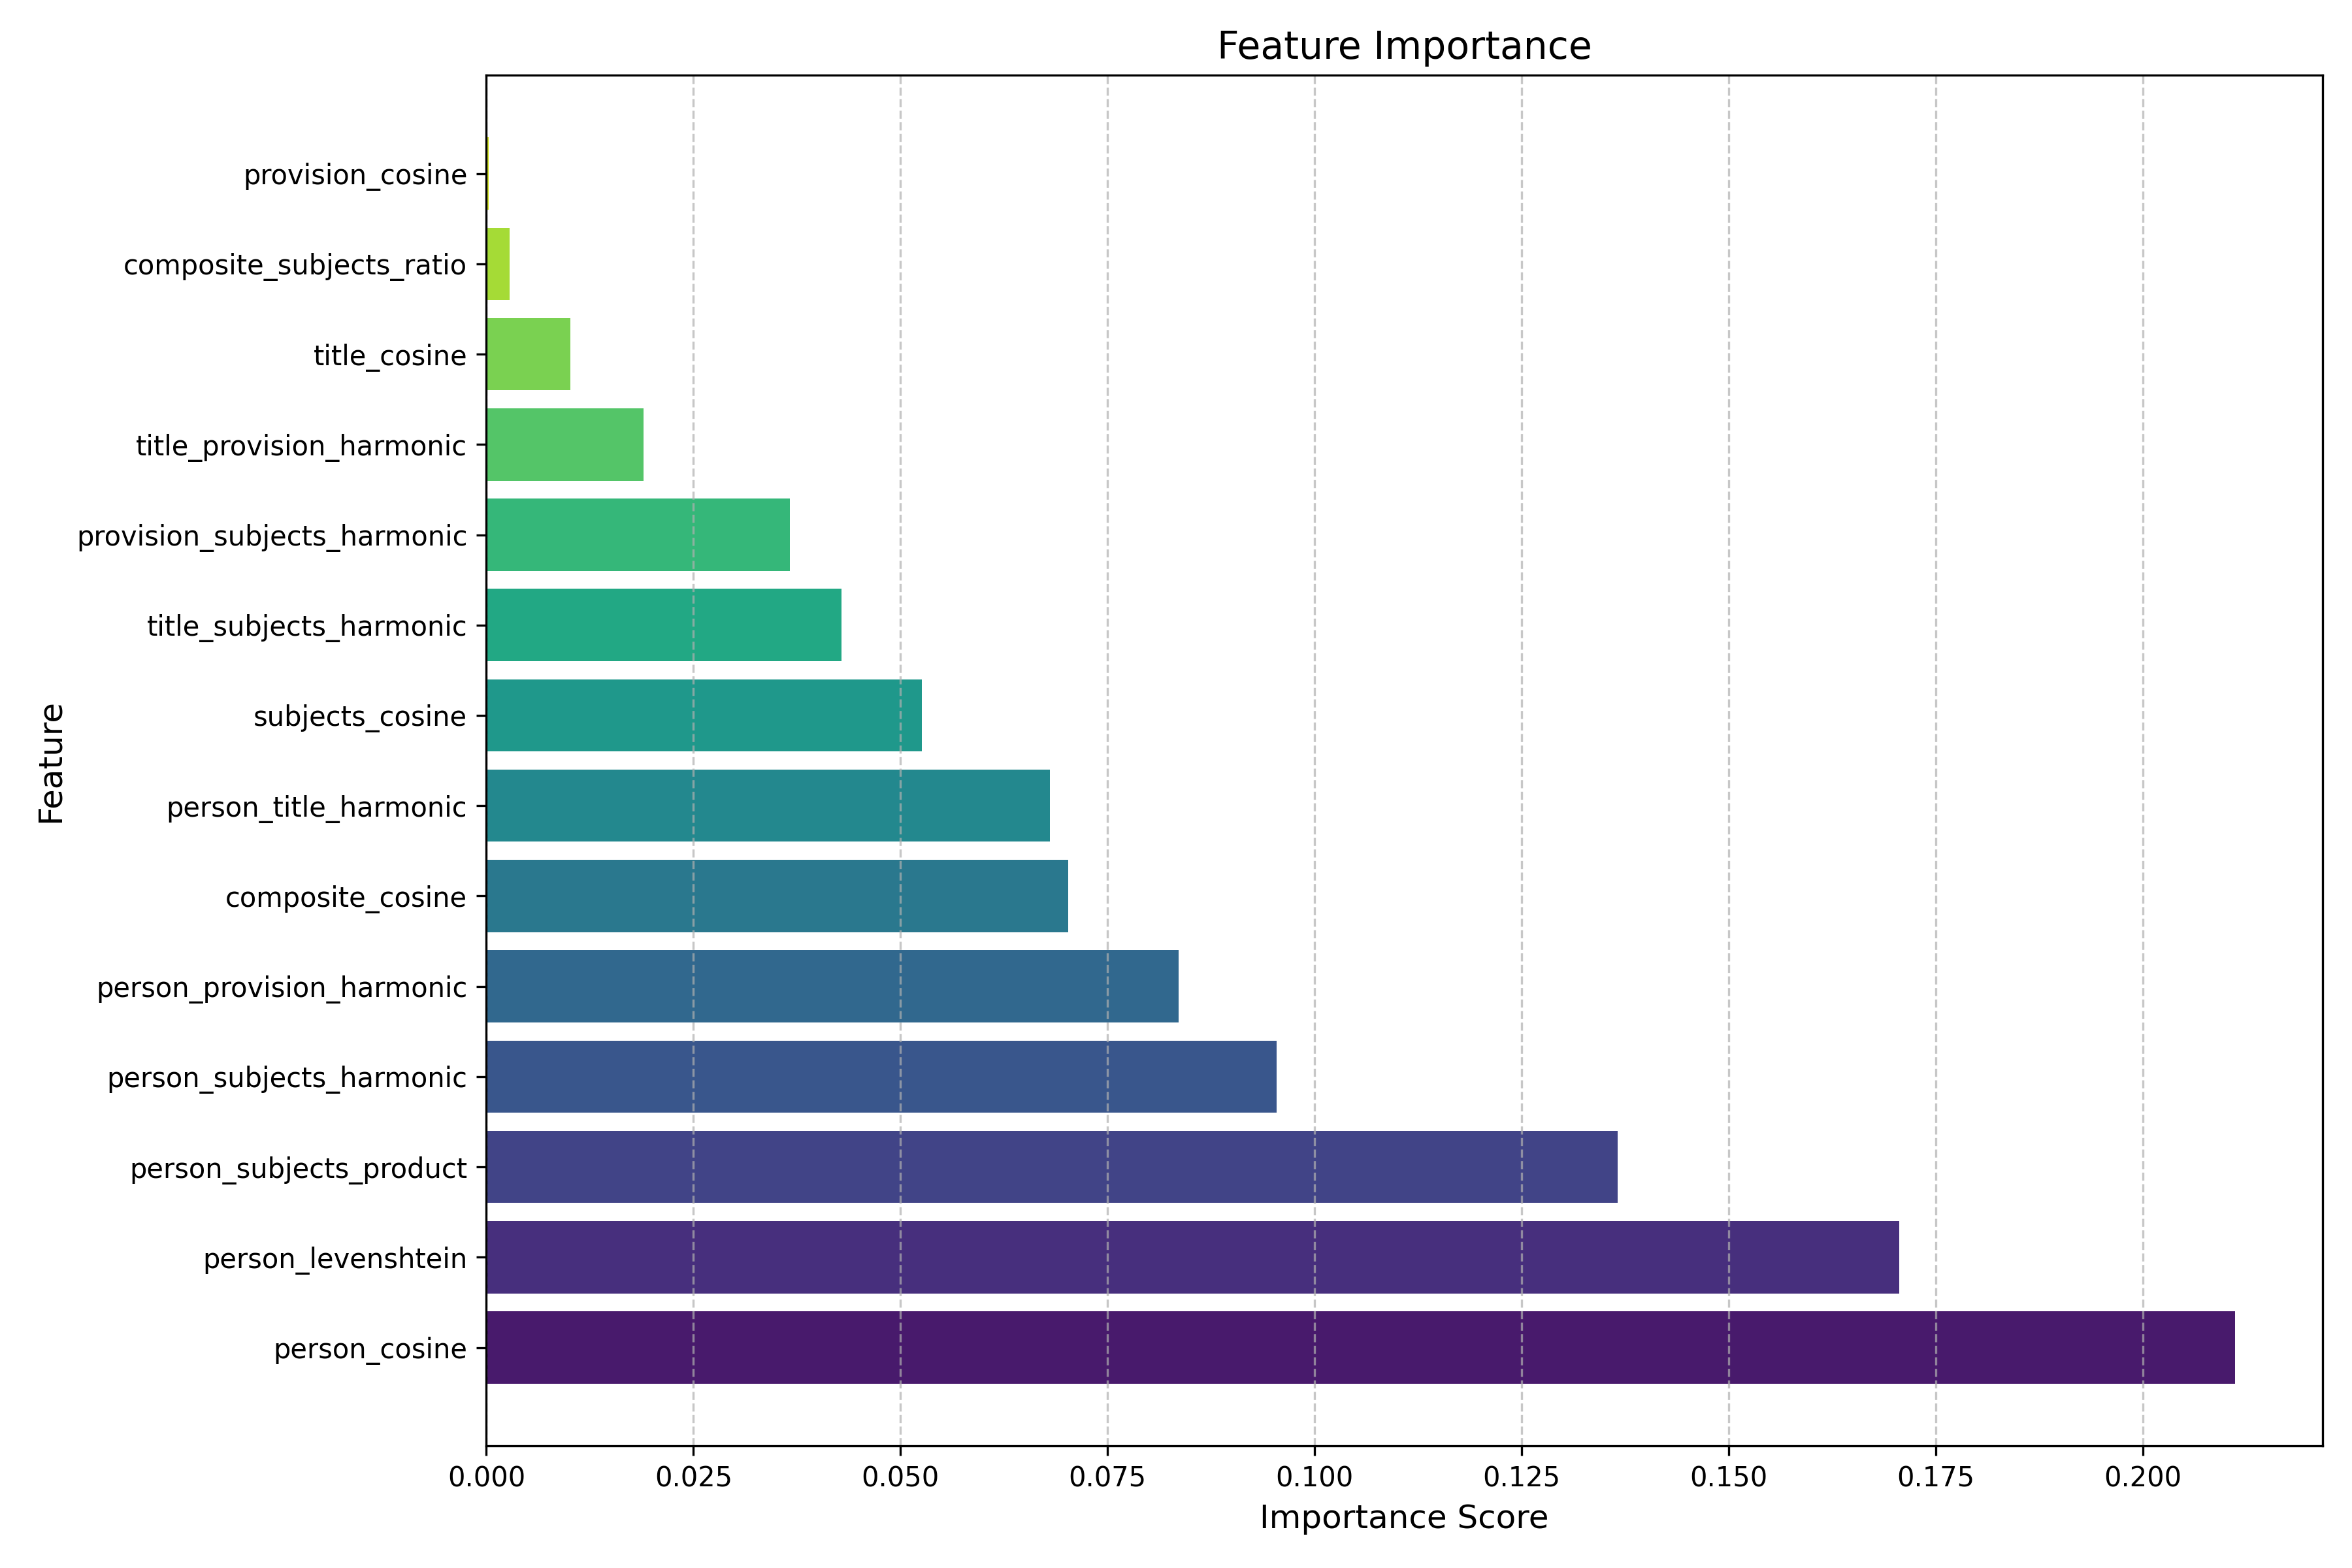 Feature Importance
provision_cosine
composite_subjects_ratio
title_cosine
title_provision_harmonic
provision_subjects_harmonic
title_subjects_harmonic
subjects_cosine
person_title_harmonic
composite_cosine
person_provision_harmonic
person_subjects_harmonic
person_subjects_product
person_levenshtein
person_cosine
Feature
0.000 0.025 0.050 0.075 0.100 0.125 0.150 0.175 0.200
Importance Score